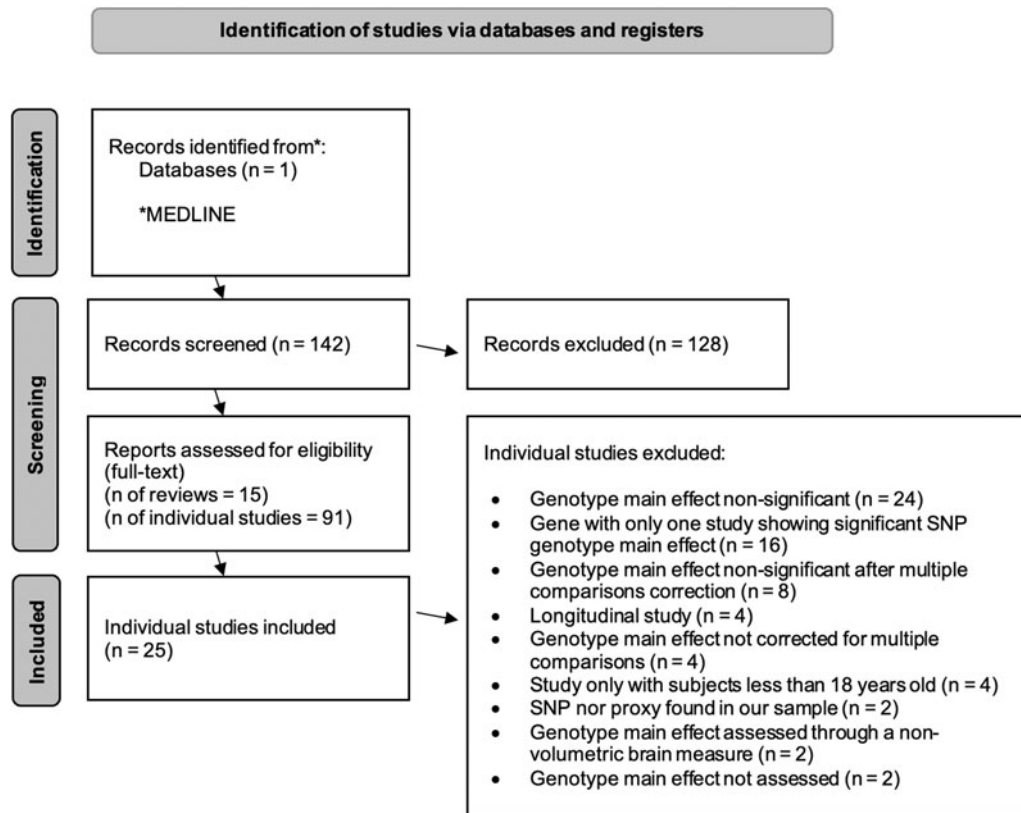 Identification of studies via databases and registers
Identification
Records identified from*:
Databases (n = 1)
*MEDLINE
Screening
Records screened (n = 142)
Records excluded (n = 128)
Reports assessed for eligibility
(full-text)
(n of reviews = 15)
(n of individual studies = 91)
Individual studies excluded:
• Genotype main effect non-significant (n = 24)
• Gene with only one study showing significant SNP
genotype main effect (n = 16)
• Genotype main effect non-significant after multiple
comparisons correction (n = 8)
• Longitudinal study (n = 4)
• Genotype main effect not corrected for multiple
comparisons (n = 4)
• Study only with subjects less than 18 years old (n = 4)
• SNP nor proxy found in our sample (n = 2)
• Genotype main effect assessed through a non-
volumetric brain measure (n = 2)
• Genotype main effect not assessed (n = 2)
Included
Individual studies included
(n = 25)